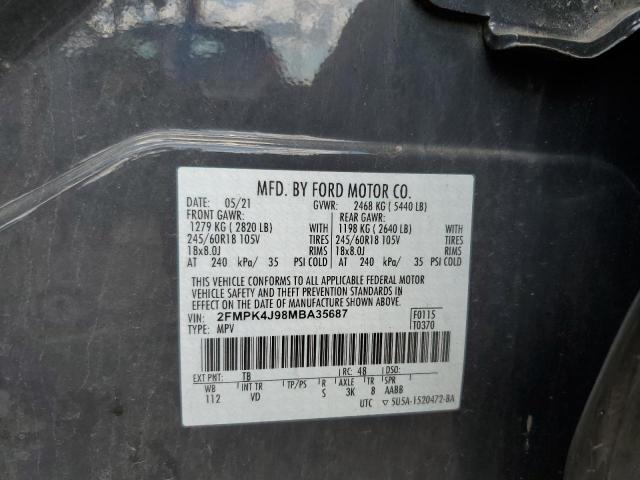 MFD. BY FORD MOTOR CO.
DATE: 05/21 GVWR: 2468 KG ( 5440 LB)
FRONT GAWR: REAR GAWR:
1279 KG ( 2820 LB) WITH 1198 KG ( 2640 LB) WITH
245/60R18 105V TIRES 245/60R18 105V TIRES
18x8.0J RIMS 18x8.0J RIMS
AT 240 kPa/ 35 PSI COLD AT 240 kPa/ 35 PSI COLD
THIS VEHICLE CONFORMS TO ALL APPLICABLE FEDERAL MOTOR
VEHICLE SAFETY AND THEFT PREVENTION STANDARDS IN
EFFECT ON THE DATE OF MANUFACTURE SHOWN ABOVE.
VIN: 2FMPK4J98MBA35687 F0115
TYPE: MPV T0370
EXT PNT: TB RC: 48 DSO:
WB INT TR TP/PS R AXLE TR SPR
112 VD S 3K 8 AABB
UTC ▽ 5U5A-1520472-BA